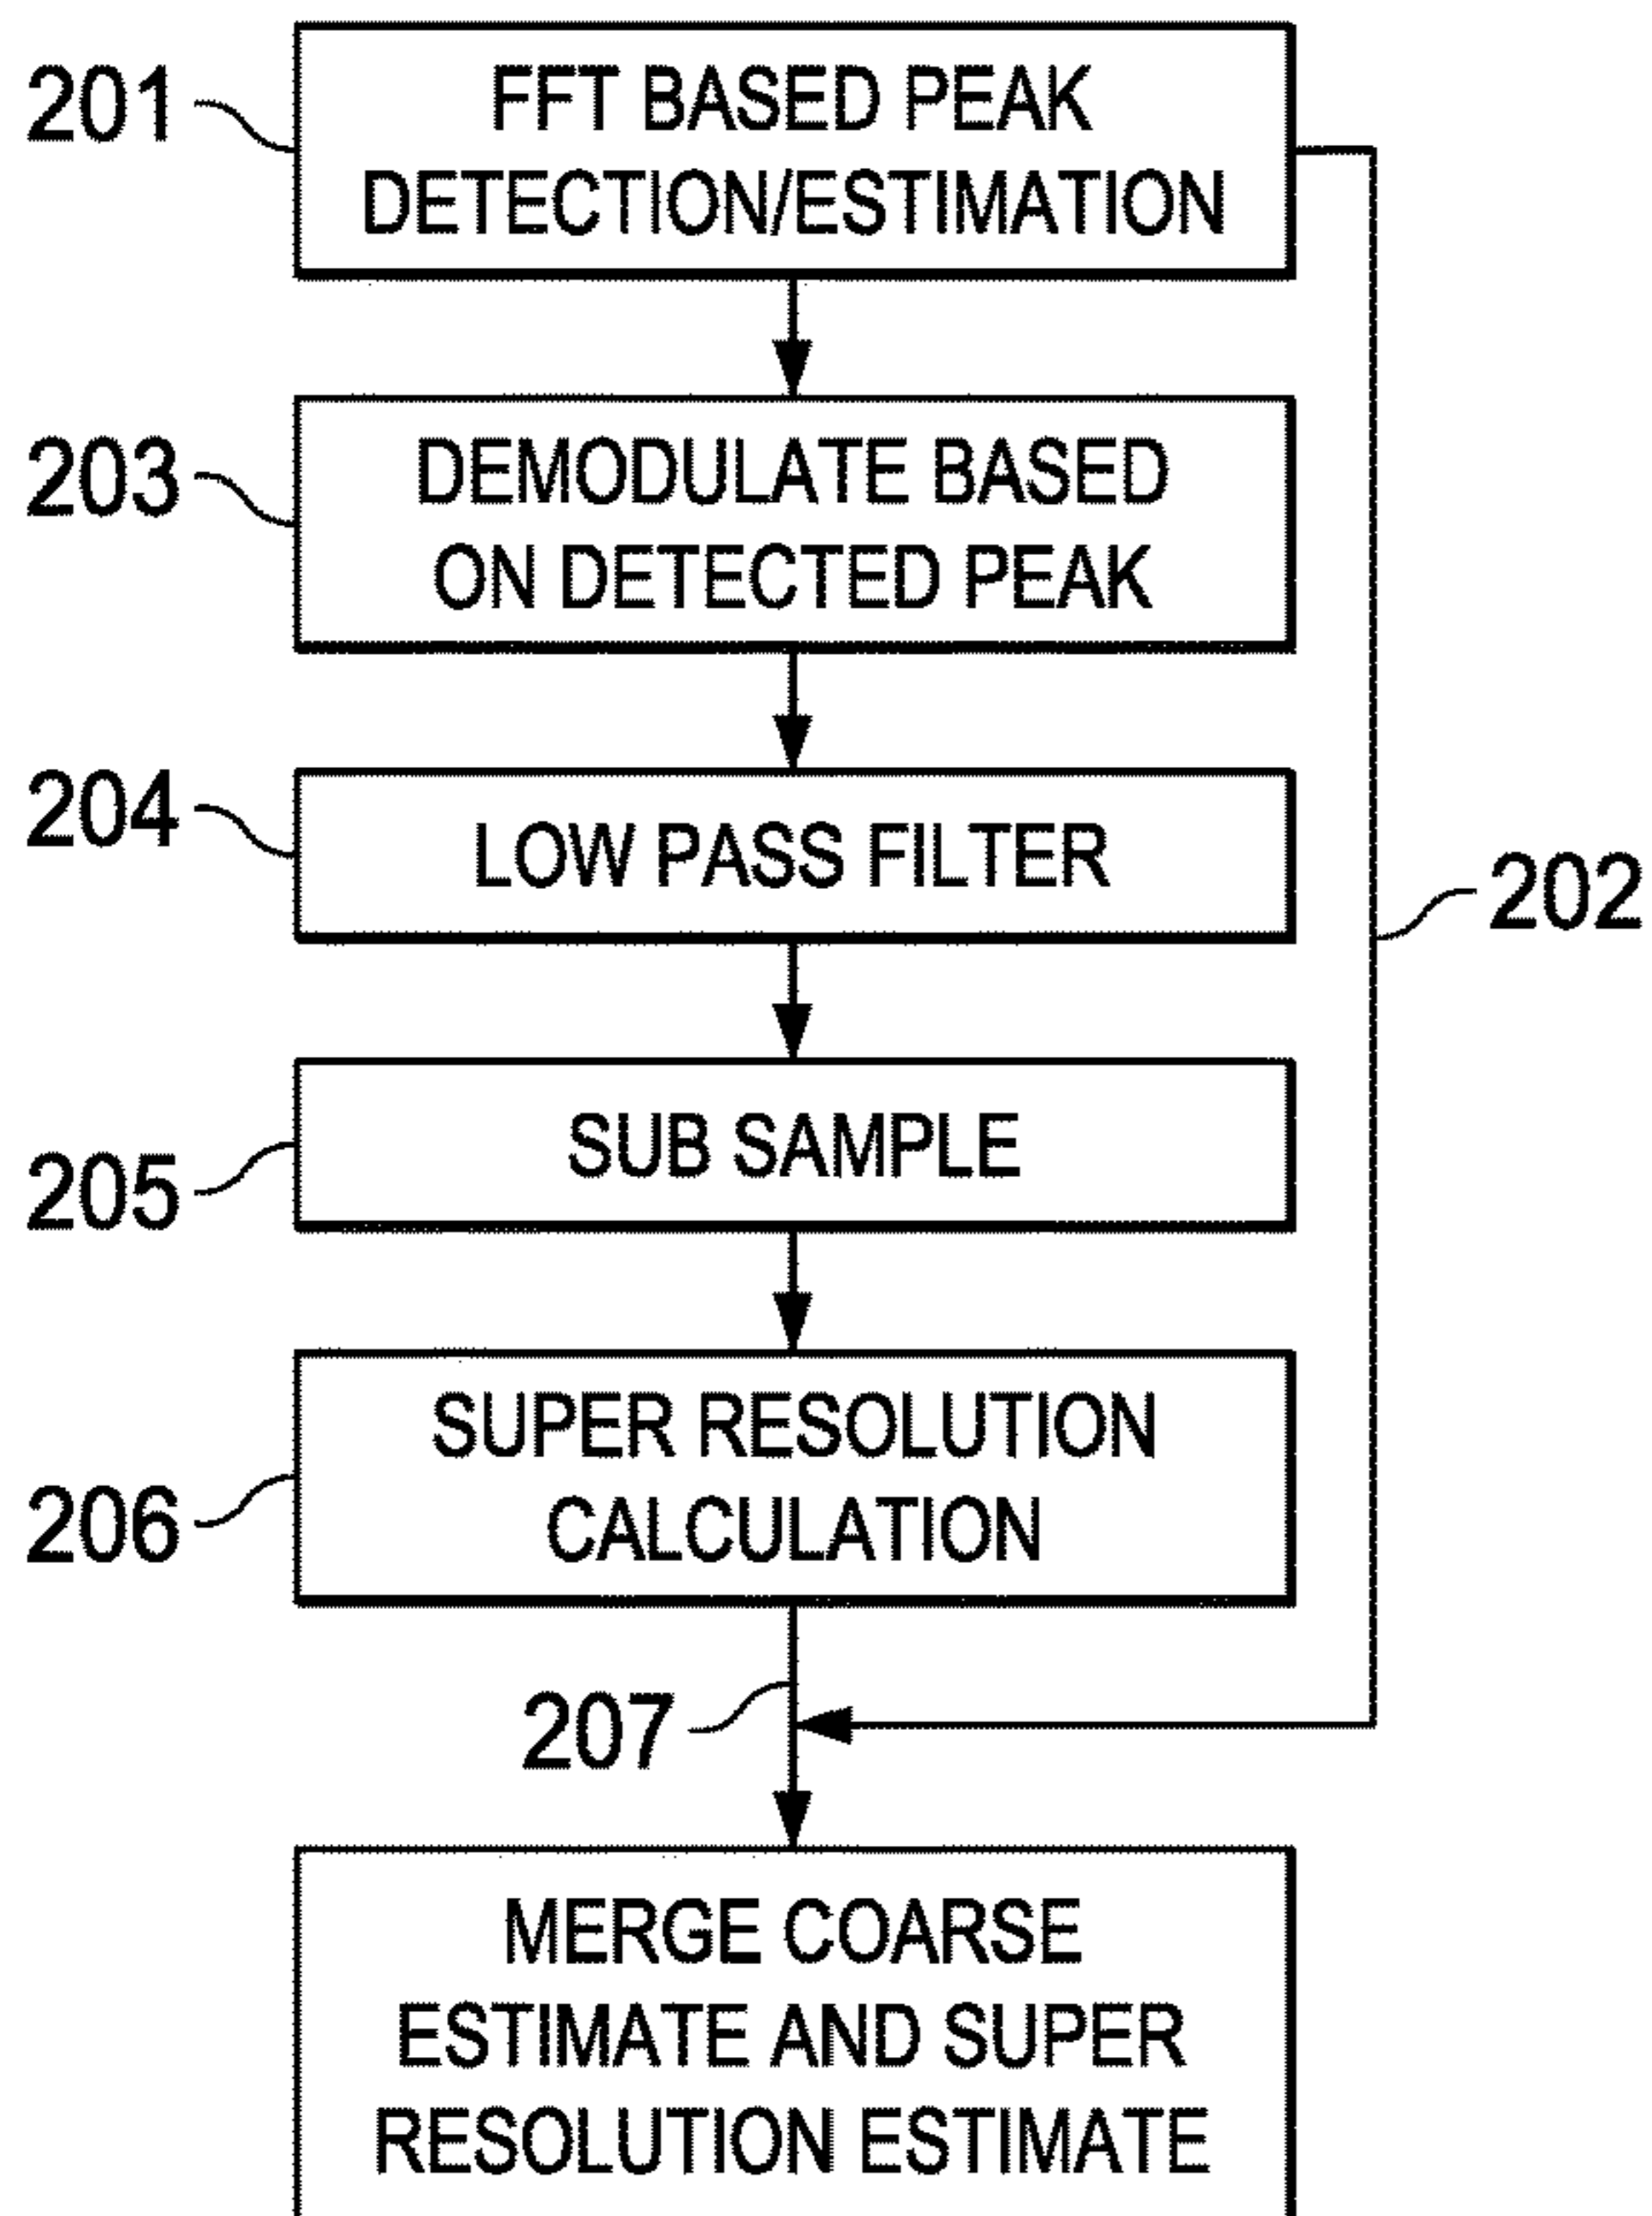 201
FFT BASED PEAK
DETECTION/ESTIMATION
203
DEMODULATE BASED
ON DETECTED PEAK
204
LOW PASS FILTER
202
205
SUB SAMPLE
206
SUPER RESOLUTION
CALCULATION
207
MERGE COARSE
ESTIMATE AND SUPER
RESOLUTION ESTIMATE